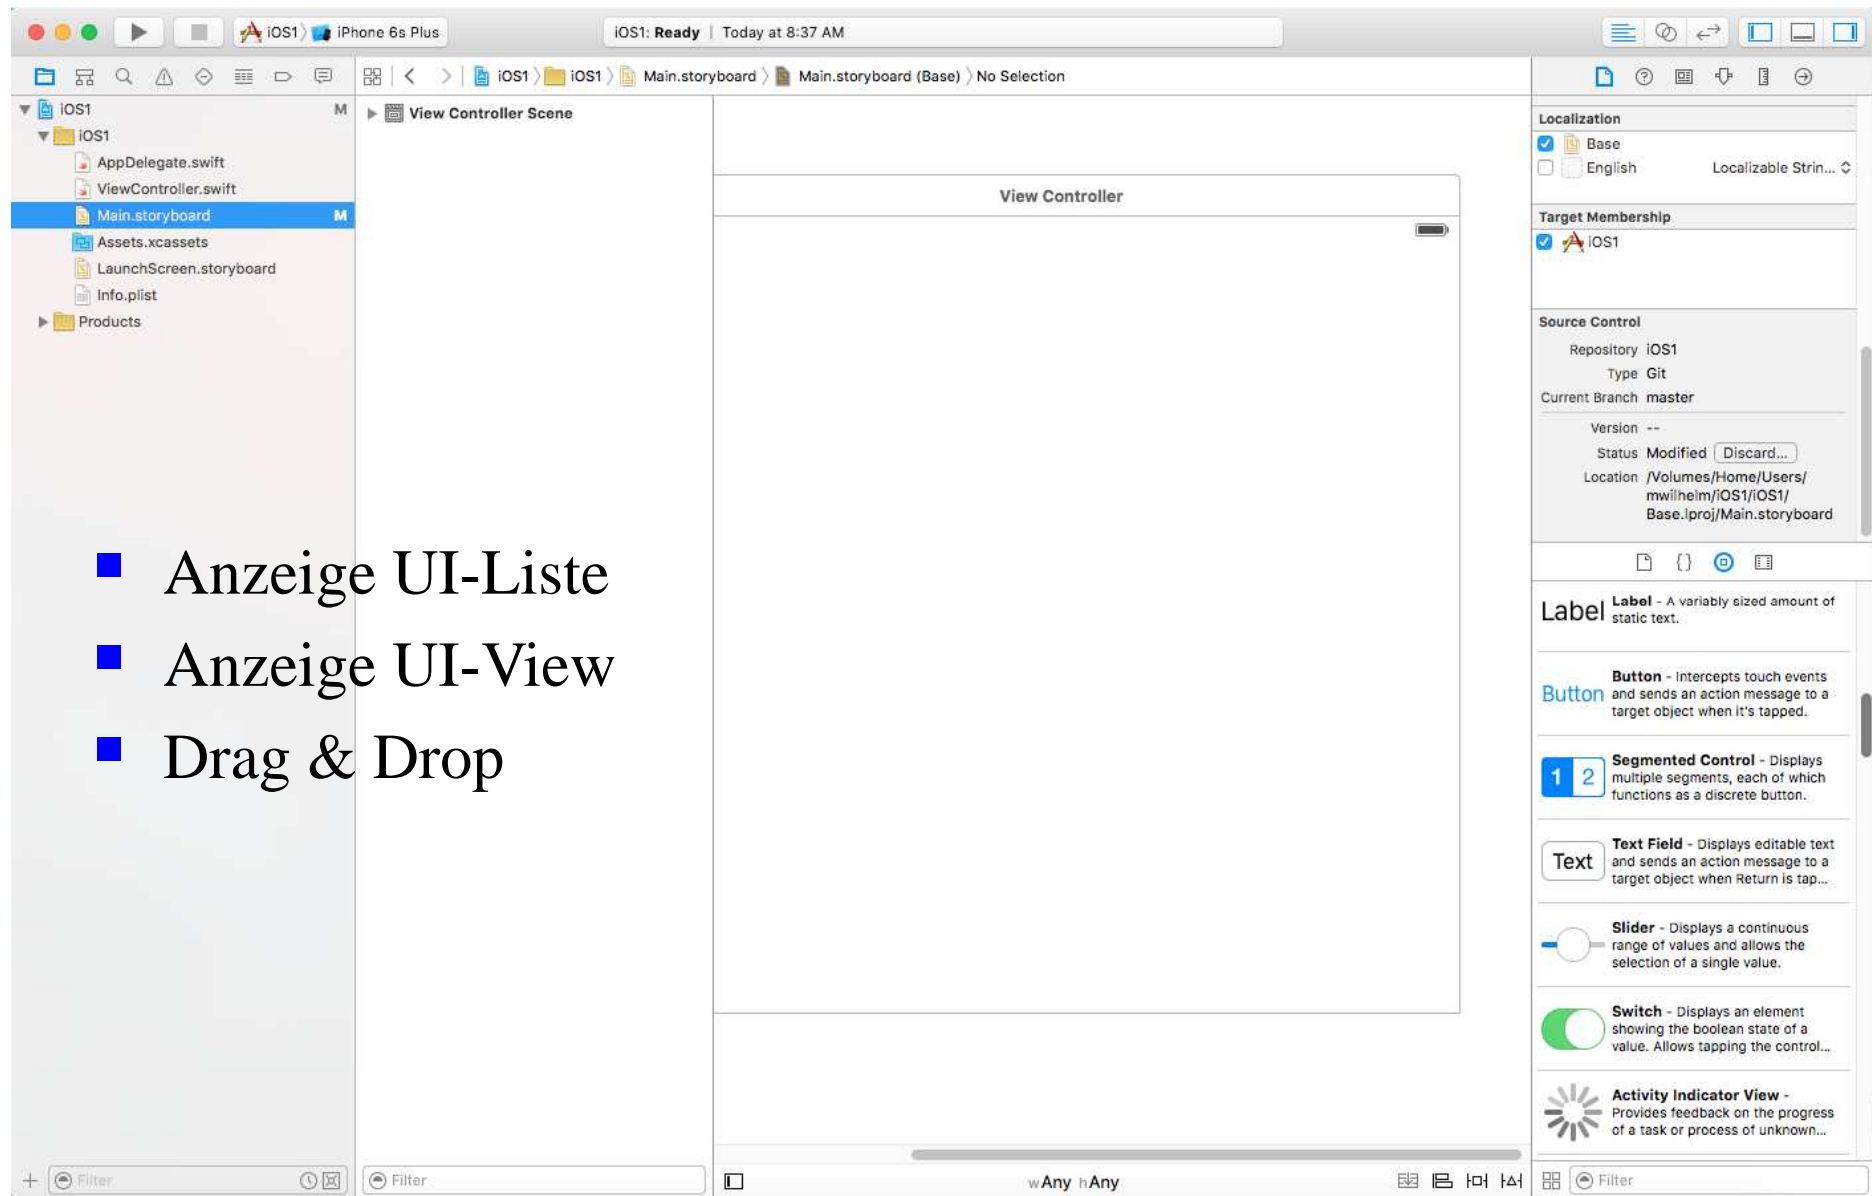 iOS1 〉 iPhone 6s Plus
iOS1: Ready | Today at 8:37 AM
iOS1 〉 iOS1 〉 Main.storyboard 〉 Main.storyboard (Base) 〉 No Selection
iOS1 M
iOS1
AppDelegate.swift
ViewController.swift
Main.storyboard M
Assets.xcassets
LaunchScreen.storyboard
Info.plist
Products
View Controller Scene
View Controller
Anzeige UI-Liste
Anzeige UI-View
Drag & Drop
Filter
Filter
wAny hAny
Localization
Base
English Localizable Strin...
Target Membership
iOS1
Source Control
Repository iOS1
Type Git
Current Branch master
Version --
Status Modified Discard...
Location /Volumes/Home/Users/
mwilhelm/iOS1/iOS1/
Base.lproj/Main.storyboard
{}
Label Label - A variably sized amount of
static text.
Button Button - Intercepts touch events
and sends an action message to a
target object when it's tapped.
1 2 Segmented Control - Displays
multiple segments, each of which
functions as a discrete button.
Text Text Field - Displays editable text
and sends an action message to a
target object when Return is tap...
Slider - Displays a continuous
range of values and allows the
selection of a single value.
Switch - Displays an element
showing the boolean state of a
value. Allows tapping the control...
Activity Indicator View -
Provides feedback on the progress
of a task or process of unknown...
Filter